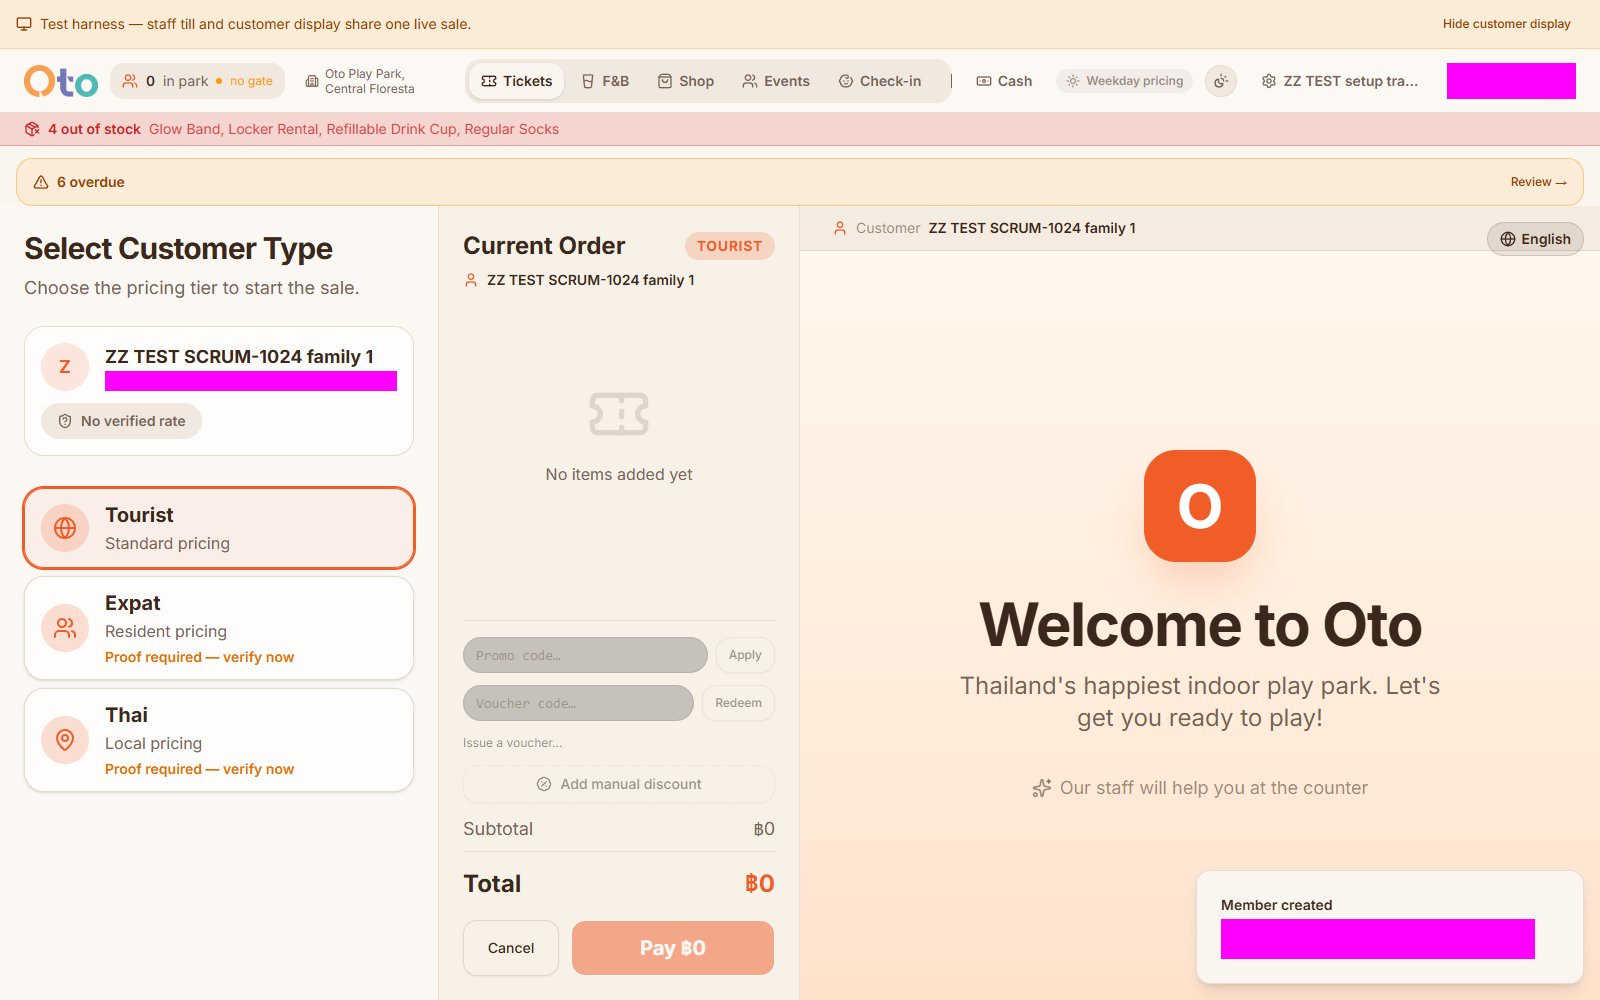 Test harness — staff till and customer display share one live sale.
Hide customer display
Oto
0 in park • no gate
Oto Play Park,
Central Floresta
Tickets
F&B
Shop
Events
Check-in
Cash
Weekday pricing
ZZ TEST setup tra...
4 out of stock Glow Band, Locker Rental, Refillable Drink Cup, Regular Socks
6 overdue
Review →
Select Customer Type
Choose the pricing tier to start the sale.
Z
ZZ TEST SCRUM-1024 family 1
No verified rate
Tourist
Standard pricing
Expat
Resident pricing
Proof required — verify now
Thai
Local pricing
Proof required — verify now
Current Order
TOURIST
ZZ TEST SCRUM-1024 family 1
No items added yet
Promo code…
Apply
Voucher code…
Redeem
Issue a voucher...
Add manual discount
Subtotal
฿0
Total
฿0
Cancel
Pay ฿0
Customer ZZ TEST SCRUM-1024 family 1
English
O
Welcome to Oto
Thailand's happiest indoor play park. Let's
get you ready to play!
Our staff will help you at the counter
Member created